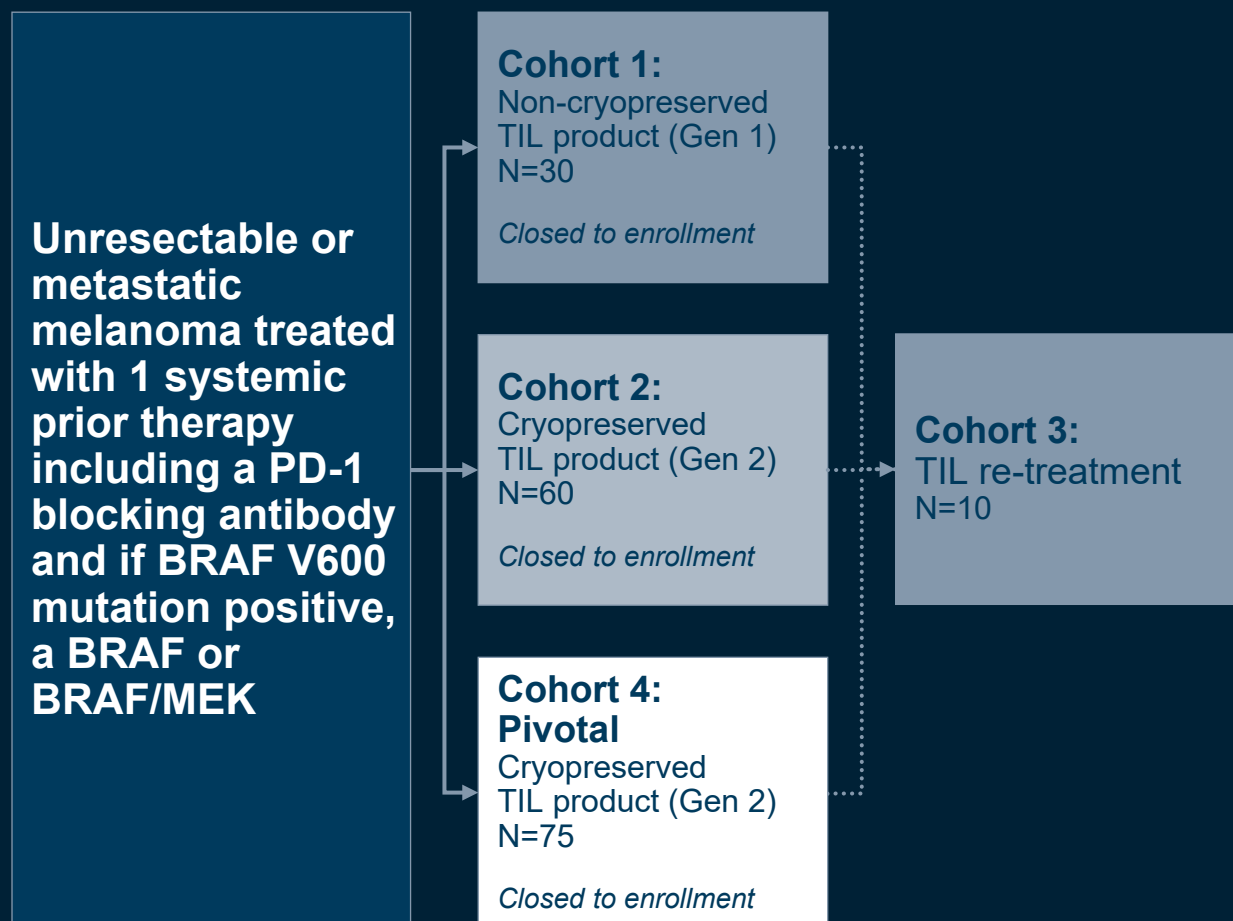 Unresectable or
metastatic
melanoma treated
with 1 systemic
prior therapy
including a PD-1
blocking antibody
and if BRAF V600
mutation positive,
a BRAF or
BRAF/MEK
Cohort 1:
Non-cryopreserved
TIL product (Gen 1)
N=30
Closed to enrollment
Cohort 2:
Cryopreserved
TIL product (Gen 2)
N=60
Closed to enrollment
Cohort 4:
Pivotal
Cryopreserved
TIL product (Gen 2)
N=75
Closed to enrollment
Cohort 3:
TIL re-treatment
N=10